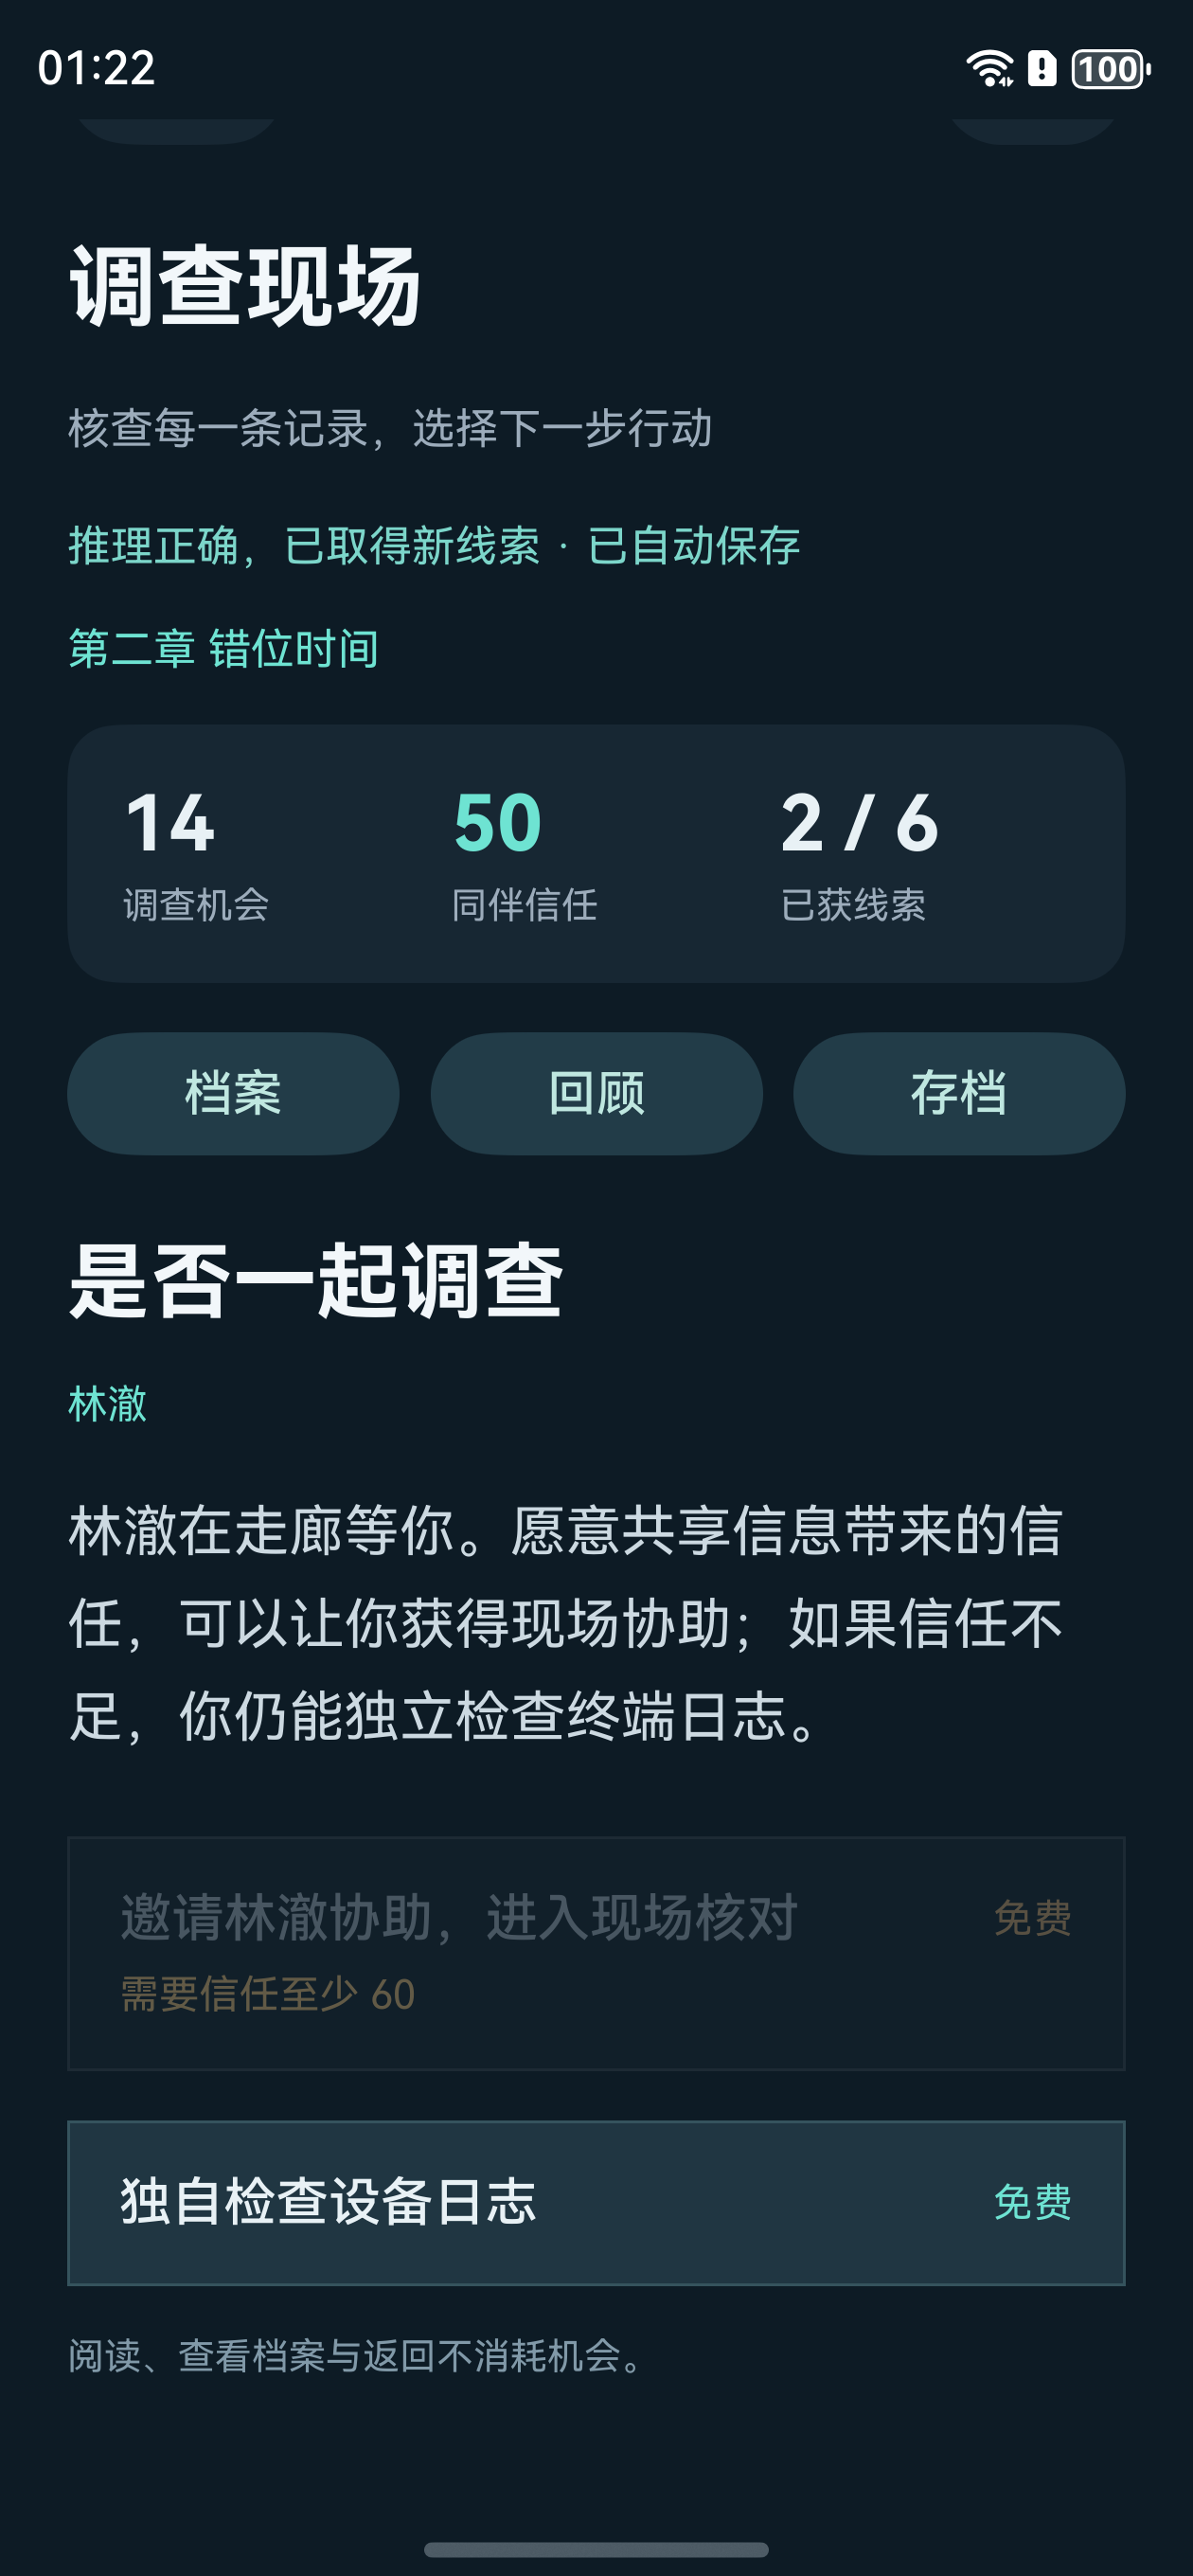 01:22
100
调查现场
核查每一条记录，选择下一步行动
推理正确，已取得新线索 · 已自动保存
第二章 错位时间
14 50 2 / 6
调查机会 同伴信任 已获线索
档案 回顾 存档
是否一起调查
林澈
林澈在走廊等你。愿意共享信息带来的信
任，可以让你获得现场协助；如果信任不
足，你仍能独立检查终端日志。
邀请林澈协助，进入现场核对 免费
需要信任至少 60
独自检查设备日志 免费
阅读、查看档案与返回不消耗机会。